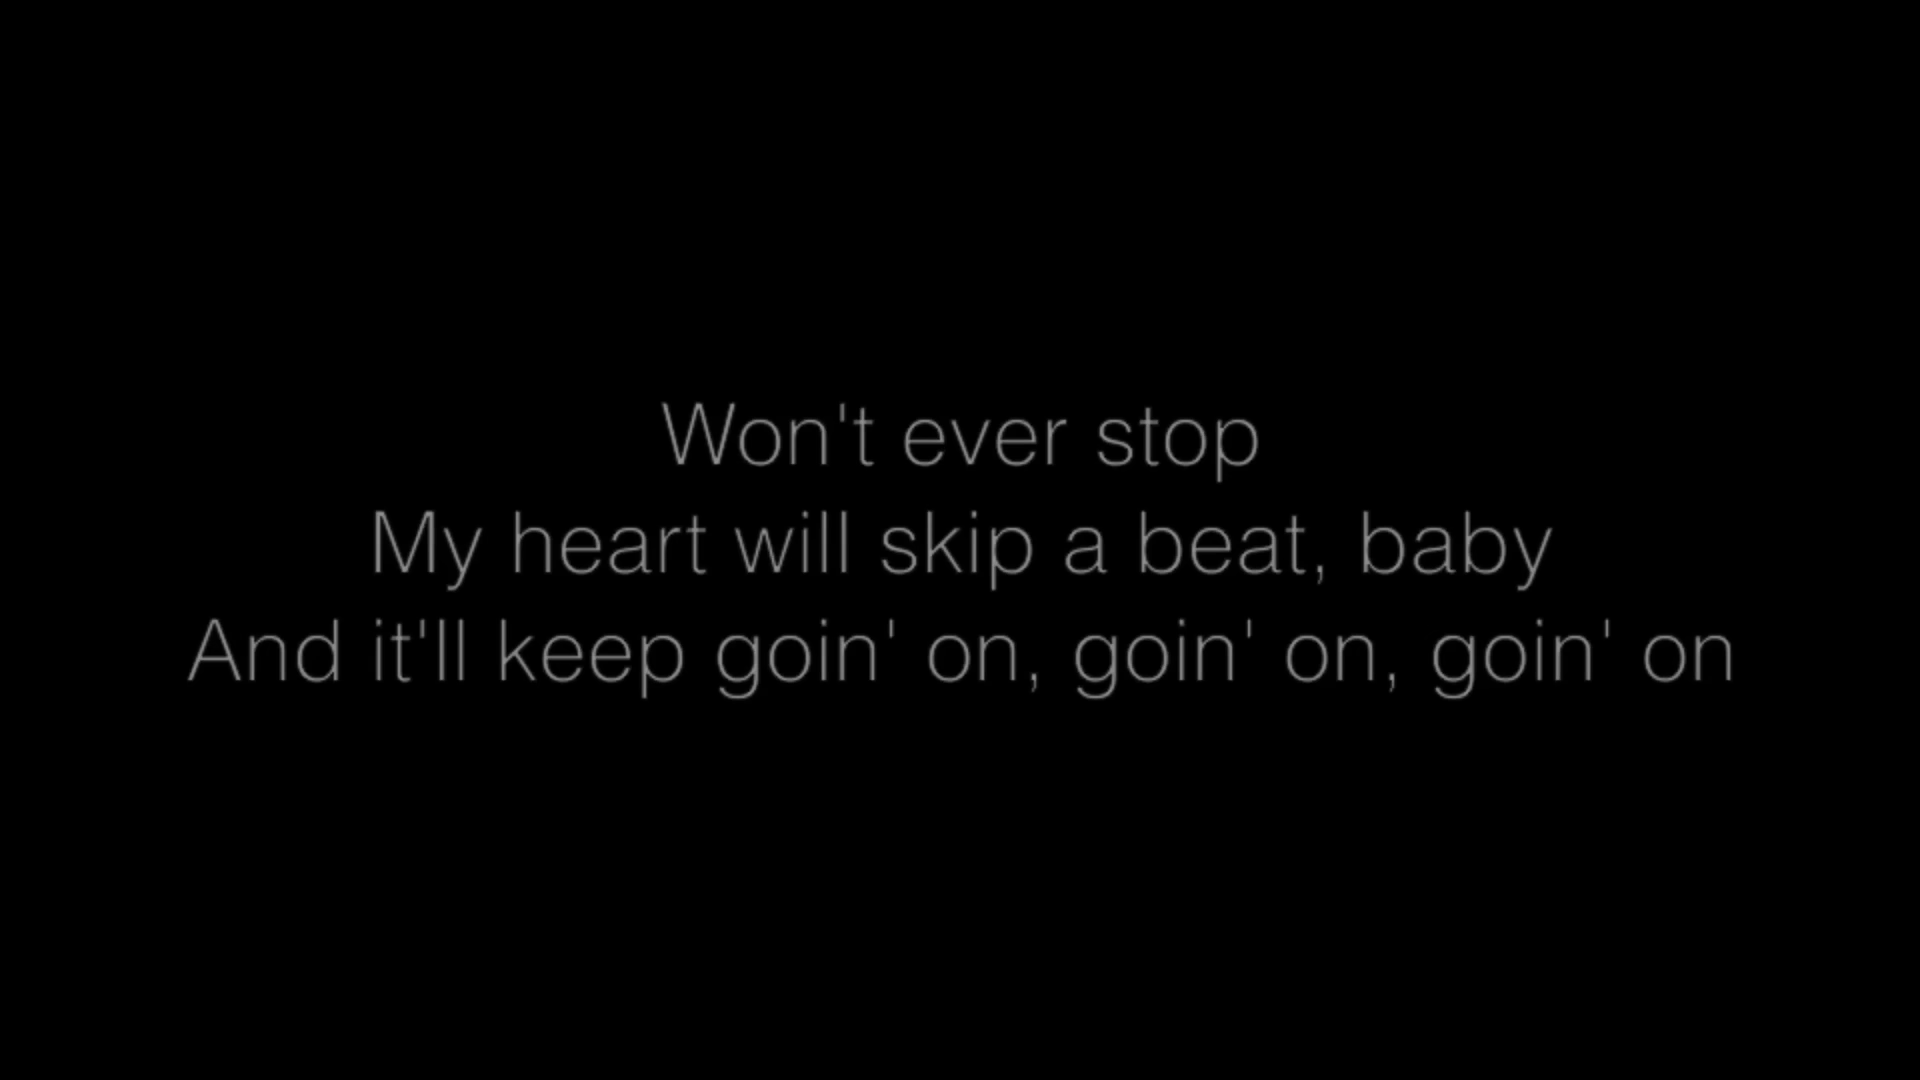 Won't ever stop
My heart will skip a beat, baby
And it'll keep goin' on, goin' on, goin' on